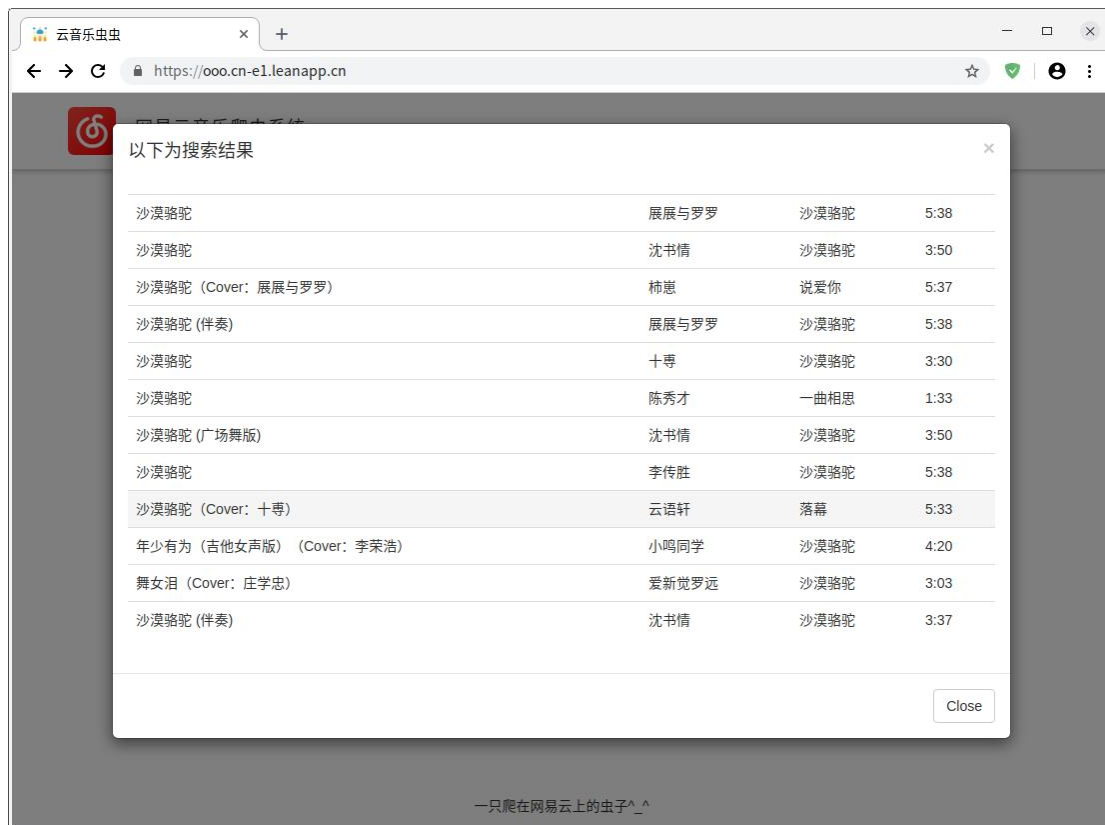 云音乐虫虫
https://ooo.cn-e1.leanapp.cn
网易云音乐爬虫系统
以下为搜索结果 ×
沙漠骆驼 展展与罗罗 沙漠骆驼 5:38
沙漠骆驼 沈书情 沙漠骆驼 3:50
沙漠骆驼（Cover：展展与罗罗） 柿崽 说爱你 5:37
沙漠骆驼 (伴奏) 展展与罗罗 沙漠骆驼 5:38
沙漠骆驼 十専 沙漠骆驼 3:30
沙漠骆驼 陈秀才 一曲相思 1:33
沙漠骆驼 (广场舞版) 沈书情 沙漠骆驼 3:50
沙漠骆驼 李传胜 沙漠骆驼 5:38
沙漠骆驼（Cover：十専） 云语轩 落幕 5:33
年少有为（吉他女声版）（Cover：李荣浩） 小鸣同学 沙漠骆驼 4:20
舞女泪（Cover：庄学忠） 爱新觉罗远 沙漠骆驼 3:03
沙漠骆驼 (伴奏) 沈书情 沙漠骆驼 3:37
Close
一只爬在网易云上的虫子^_^